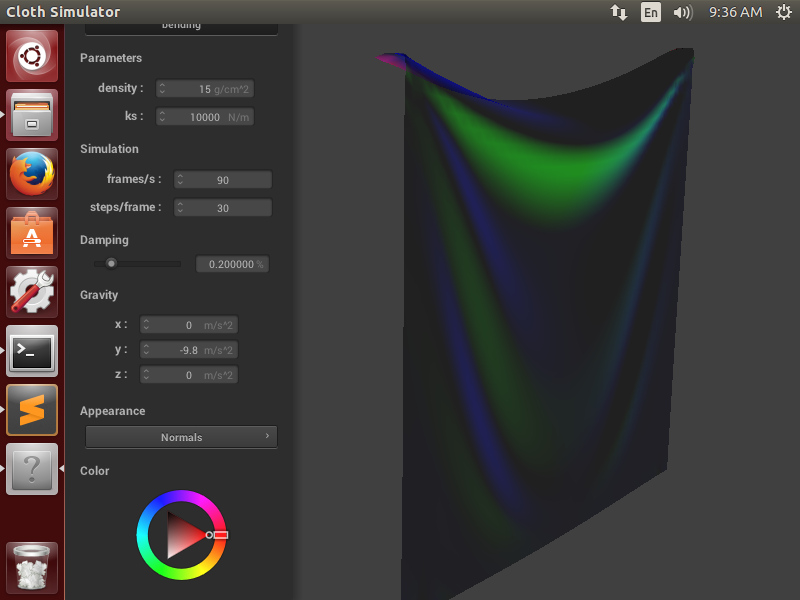 Cloth Simulator
En
9:36 AM
bending
Parameters
density : 15 g/cm^2
ks : 10000 N/m
Simulation
frames/s : 90
steps/frame : 30
Damping
0.200000 %
Gravity
x : 0 m/s^2
y : -9.8 m/s^2
z : 0 m/s^2
Appearance
Normals
Color